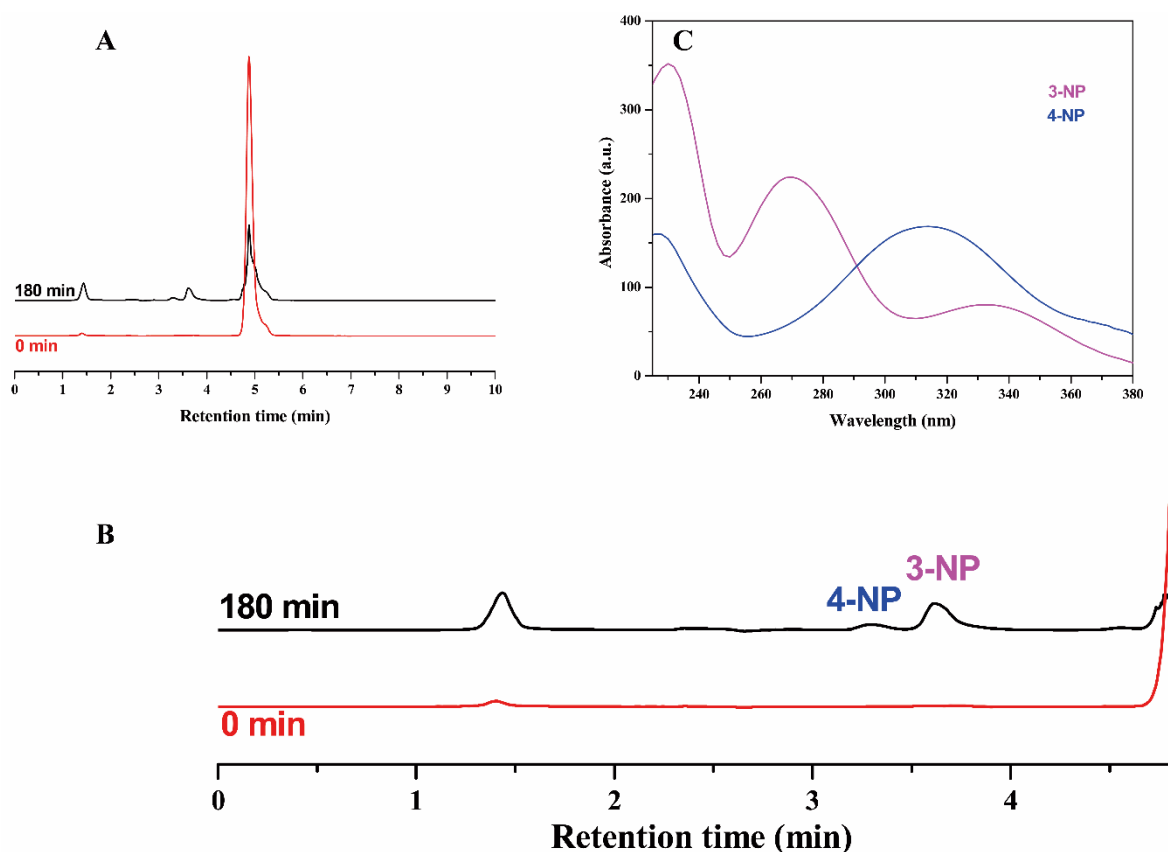 A
180 min
0 min
0 1 2 3 4 5 6 7 8 9 10
Retention time (min)
C
3-NP
4-NP
400
300
200
100
0
Absorbance (a.u.)
240 260 280 300 320 340 360 380
Wavelength (nm)
B
3-NP
4-NP
180 min
0 min
0 1 2 3 4
Retention time (min)